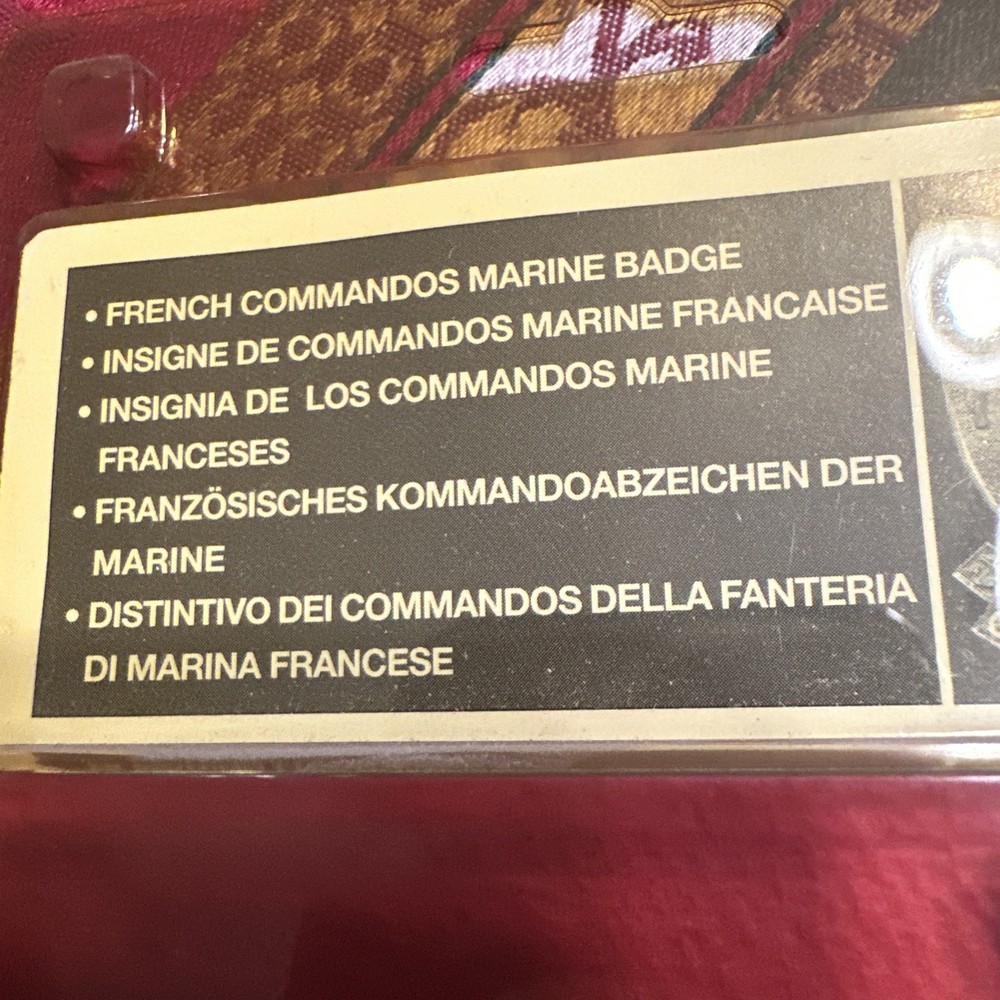 • FRENCH COMMANDOS MARINE BADGE
• INSIGNE DE COMMANDOS MARINE FRANCAISE
• INSIGNIA DE LOS COMMANDOS MARINE
FRANCESES
• FRANZÖSISCHES KOMMANDOABZEICHEN DER
MARINE
• DISTINTIVO DEI COMMANDOS DELLA FANTERIA
DI MARINA FRANCESE